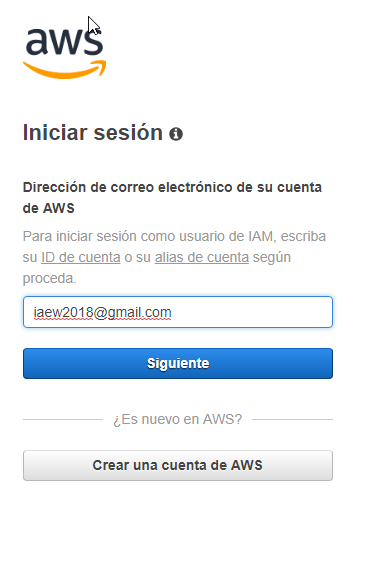 aws
Iniciar sesión
Dirección de correo electrónico de su cuenta
de AWS
Para iniciar sesión como usuario de IAM, escriba
su ID de cuenta o su alias de cuenta según
proceda.
iaew2018@gmail.com
Siguiente
¿Es nuevo en AWS?
Crear una cuenta de AWS